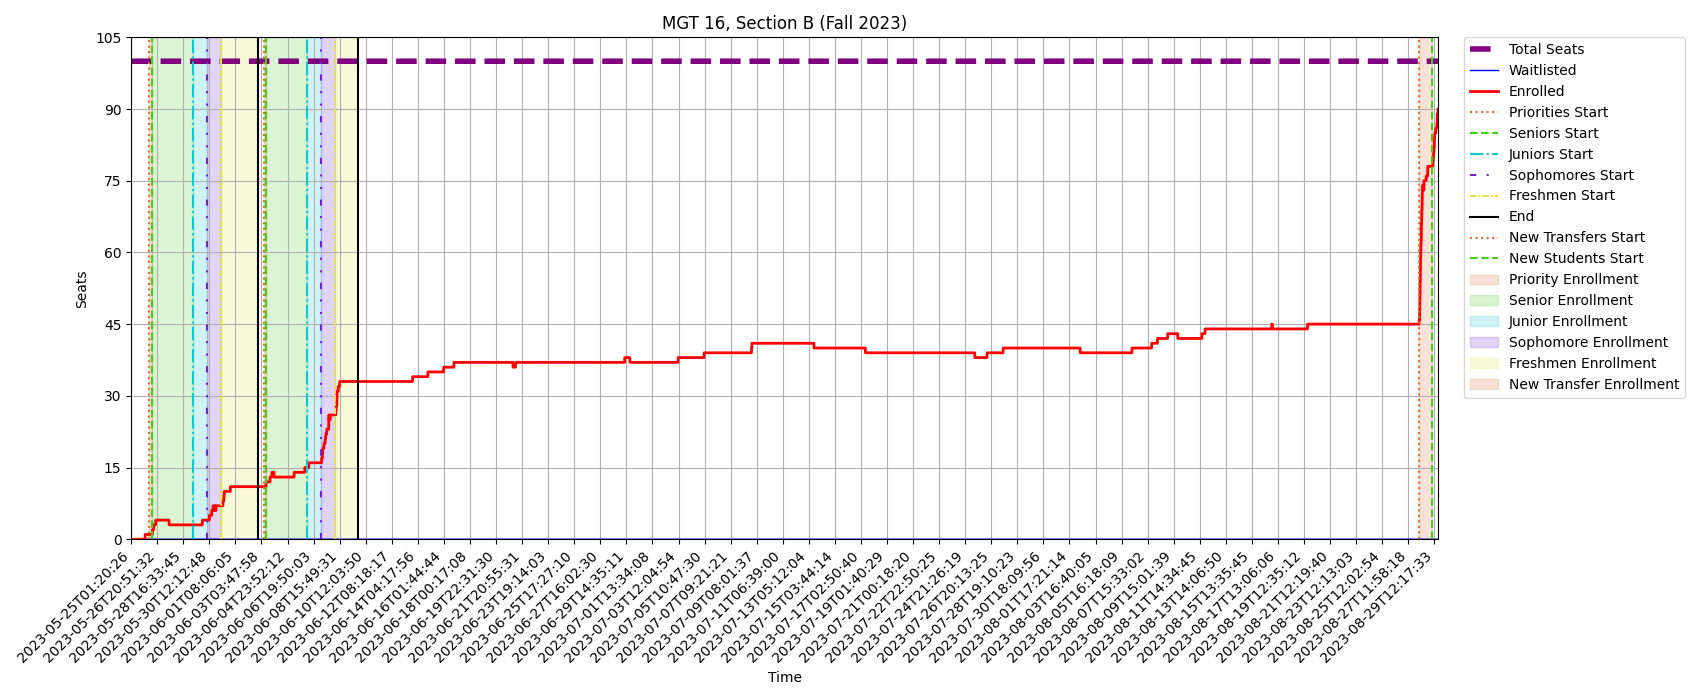 MGT 16, Section B (Fall 2023)
105
90
75
60
45
30
15
0
Seats
2023-05-25T01:20:26
2023-05-26T20:51:32
2023-05-28T16:33:45
2023-05-30T12:12:48
2023-06-01T08:06:05
2023-06-03T03:47:58
2023-06-04T23:52:12
2023-06-06T19:50:03
2023-06-08T15:49:31
2023-06-10T12:03:50
2023-06-12T08:18:17
2023-06-14T04:17:56
2023-06-16T01:44:44
2023-06-18T00:17:08
2023-06-19T22:31:30
2023-06-21T20:55:31
2023-06-23T19:14:03
2023-06-25T17:27:10
2023-06-27T16:02:30
2023-06-29T14:35:11
2023-07-01T13:34:08
2023-07-03T12:04:54
2023-07-05T10:47:30
2023-07-07T09:21:21
2023-07-09T08:01:37
2023-07-11T06:39:00
2023-07-13T05:12:04
2023-07-15T03:44:14
2023-07-17T02:50:40
2023-07-19T01:40:29
2023-07-21T00:18:20
2023-07-22T22:50:25
2023-07-24T21:26:19
2023-07-26T20:13:25
2023-07-28T19:10:23
2023-07-30T18:09:56
2023-08-01T17:21:14
2023-08-03T16:40:05
2023-08-05T16:18:09
2023-08-07T15:33:02
2023-08-09T15:01:39
2023-08-11T14:34:45
2023-08-13T14:06:50
2023-08-15T13:35:45
2023-08-17T13:06:06
2023-08-19T12:35:12
2023-08-21T12:19:40
2023-08-23T12:13:03
2023-08-25T12:02:54
2023-08-27T11:58:18
2023-08-29T12:17:33
Time
Total Seats
Waitlisted
Enrolled
Priorities Start
Seniors Start
Juniors Start
Sophomores Start
Freshmen Start
End
New Transfers Start
New Students Start
Priority Enrollment
Senior Enrollment
Junior Enrollment
Sophomore Enrollment
Freshmen Enrollment
New Transfer Enrollment